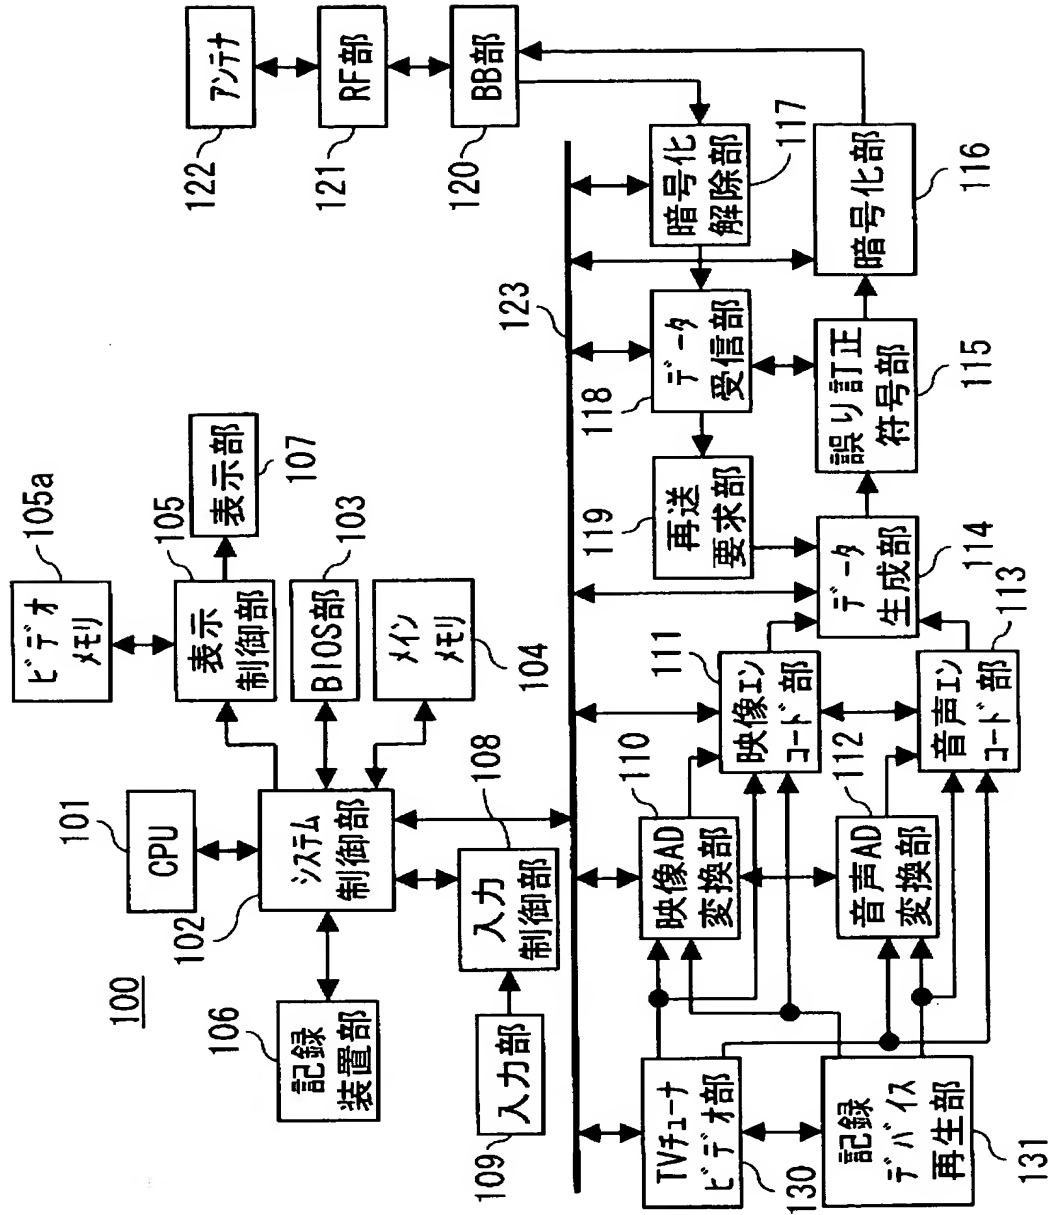 100
101
CPU
102
システム
制御部
106
記録
装置部
105a
ビデオ
メモリ
105
表示
制御部
107
表示部
103
BIOS部
104
メイン
メモリ
108
入力
制御部
109
入力部
122
アンテナ
121
RF部
120
BB部
123
130
TVチューナ
ビデオ部
131
記録
デバイス
再生部
110
映像AD
変換部
112
音声AD
変換部
111
映像エン
コード部
113
音声エン
コード部
114
データ
生成部
119
再送
要求部
118
データ
受信部
115
誤り訂正
符号部
117
暗号化
解除部
116
暗号化部